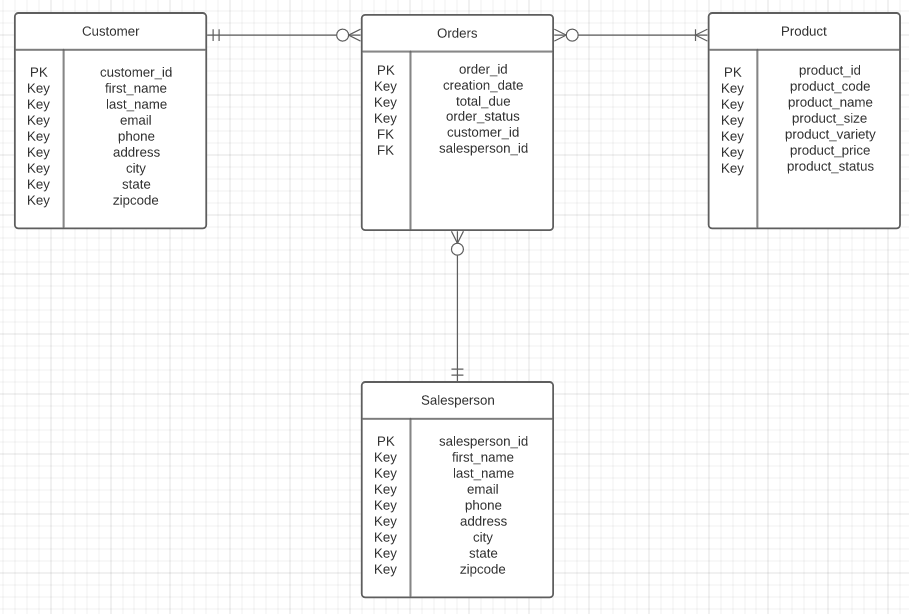 Customer
PK customer_id
Key first_name
Key last_name
Key email
Key phone
Key address
Key city
Key state
Key zipcode
Orders
PK order_id
Key creation_date
Key total_due
Key order_status
FK customer_id
FK salesperson_id
Product
PK product_id
Key product_code
Key product_name
Key product_size
Key product_variety
Key product_price
Key product_status
Salesperson
PK salesperson_id
Key first_name
Key last_name
Key email
Key phone
Key address
Key city
Key state
Key zipcode